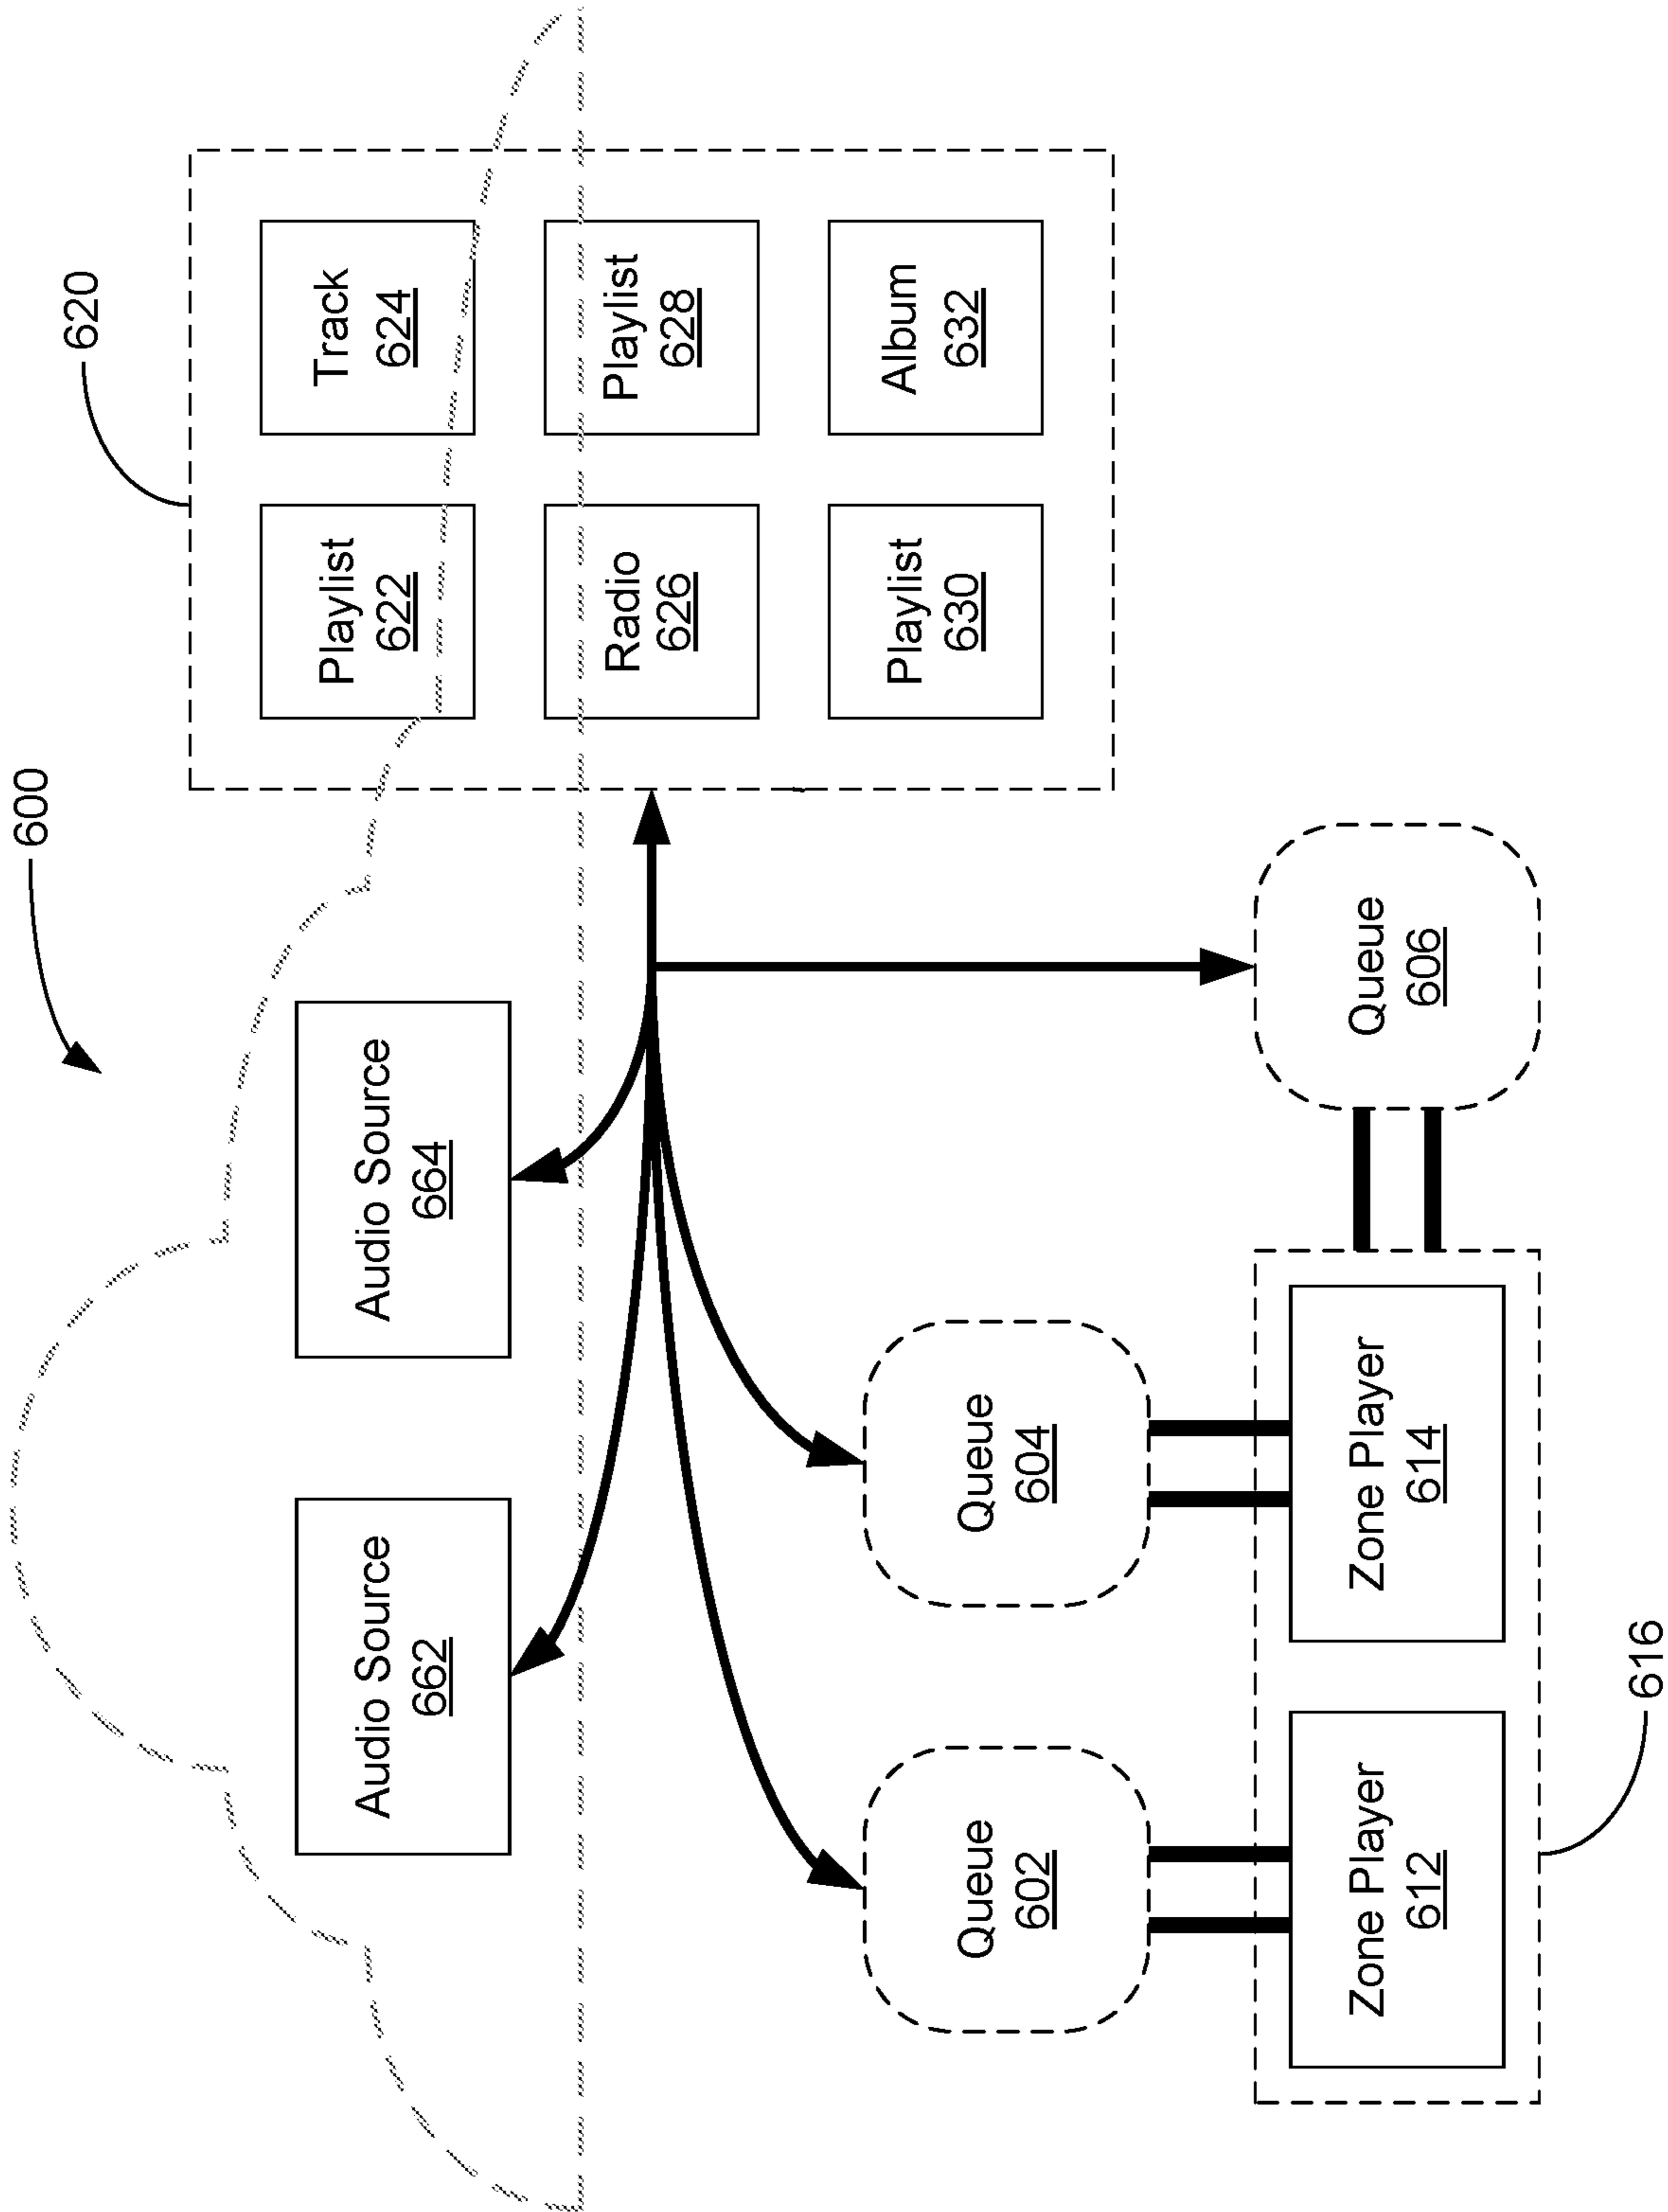 600
620
Audio Source
662
Audio Source
664
Playlist
622
Track
624
Radio
626
Playlist
628
Playlist
630
Album
632
Queue
602
Queue
604
Queue
606
Zone Player
612
Zone Player
614
616